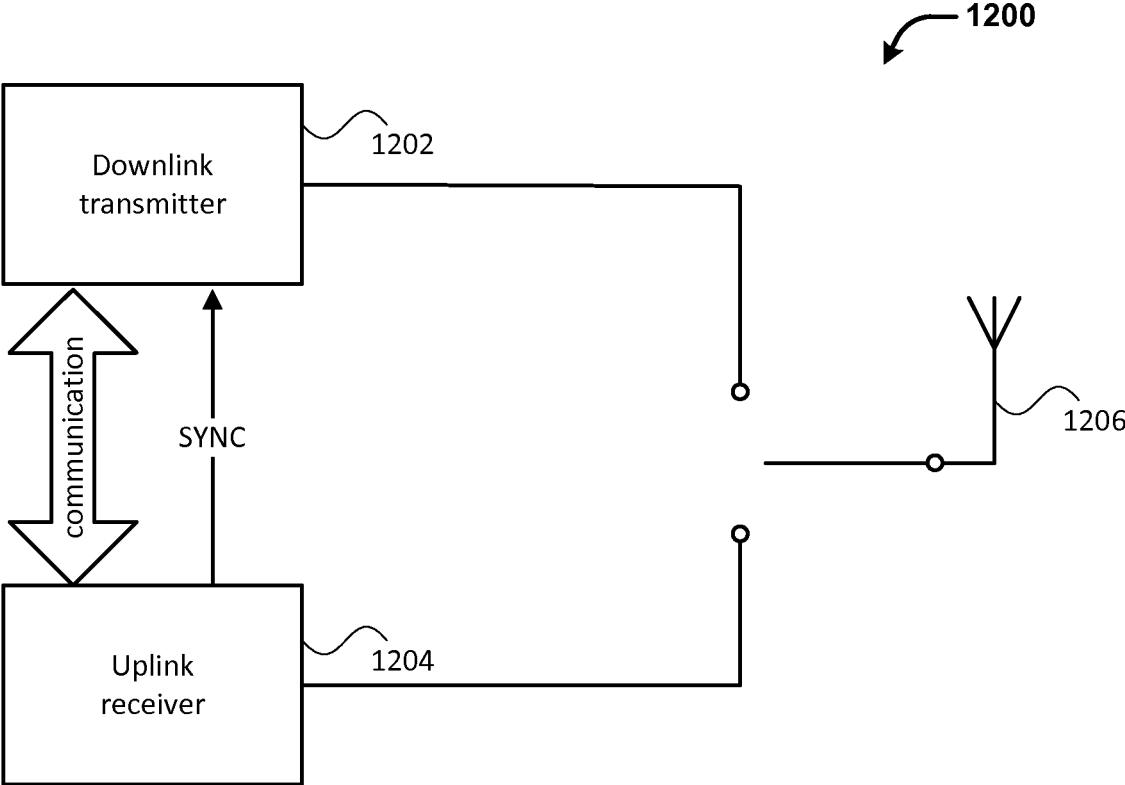 1200
1202
Downlink
transmitter
communication
SYNC
1206
1204
Uplink
receiver